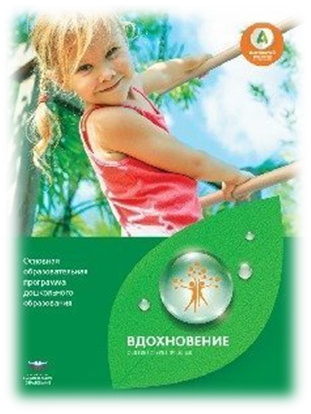 Основная
образовательная
программа
дошкольного
образования
ВДОХНОВЕНИЕ